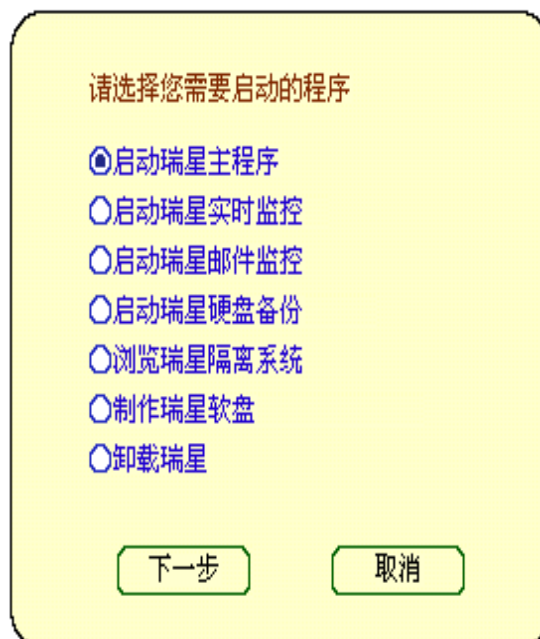 请选择您需要启动的程序
启动瑞星主程序
启动瑞星实时监控
启动瑞星邮件监控
启动瑞星硬盘备份
浏览瑞星隔离系统
制作瑞星软盘
卸载瑞星
下一步 取消